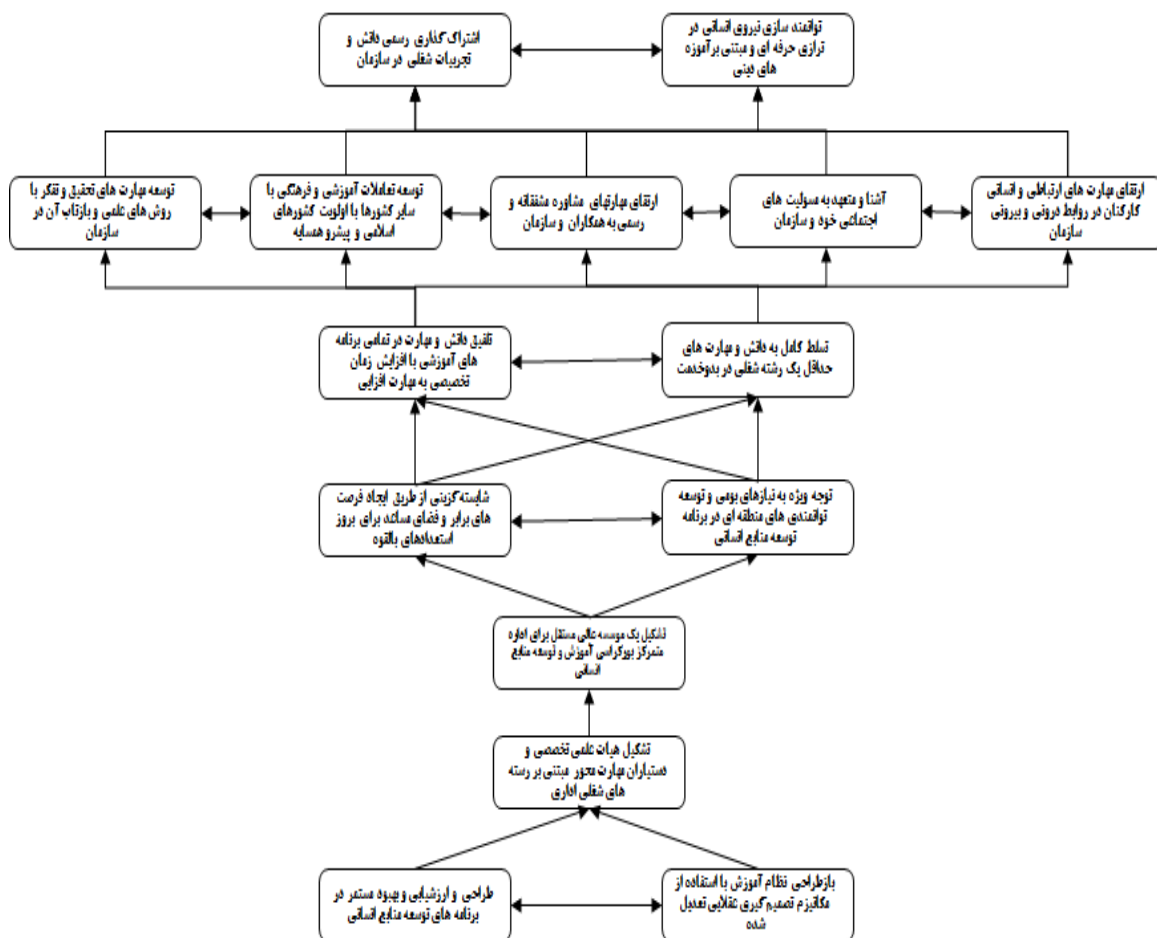 توانمند سازی نیروی انسانی در
ترازی حرفه ای و مبتنی برآموزه
های دینی
اشتراک گذاری رسمی دانش و
تجربیات شغلی در سازمان
ارتقای مهارت های ارتباطی و انسانی
کارکنان در روابط درونی و بیرونی
سازمان
آشنا و متعهد به مسولیت های
اجتماعی خود و سازمان
ارتقای مهارتهای مشاوره مشفقانه و
رسمی به همکاران و سازمان
توسعه تعاملات آموزشی و فرهنگی با
سایر کشورها با اولویت کشورهای
اسلامی و پیشرو همسایه
توسعه مهارت های تحقیق و تفکر با
روش های علمی و بازتاب آن در
سازمان
تسلط کامل به دانش و مهارت های
حداقل یک رشته شغلی در بدوخدمت
تلفیق دانش و مهارت در تمامی برنامه
های آموزشی با افزایش زمان
تخصیصی به مهارت افزایی
توجه ویژه به نیازهای بومی و توسعه
توانمندی های منطقه ای در برنامه
توسعه منابع انسانی
شایسته گزینی از طریق ایجاد فرصت
های برابر و فضای مساعد برای بروز
استعدادهای بالقوه
تشکیل یک موسسه عالی مستقل برای اداره
متمرکز بورکراسی آموزش و توسعه منابع
انسانی
تشکیل هیات علمی تخصصی و
دستیاران مهارت محور مبتنی بر رسته
های شغلی اداری
بازطراحی نظام آموزش با استفاده از
مکانیزم تصمیم گیری عقلایی تعدیل
شده
طراحی و ارزشیابی و بهبود مستمر در
برنامه های توسعه منابع انسانی